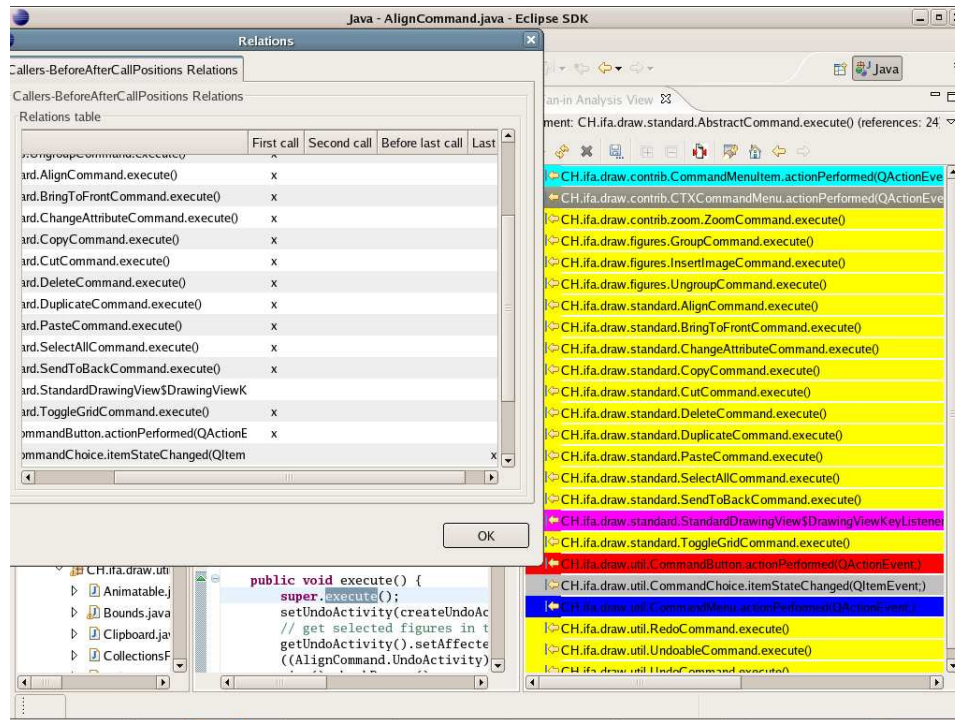 Java - AlignCommand.java - Eclipse SDK
Relations
Callers-BeforeAfterCallPositions Relations
Callers-BeforeAfterCallPositions Relations
Relations table
First call Second call Before last call Last
x
ard.AlignCommand.execute() x
ard.BringToFrontCommand.execute() x
ard.ChangeAttributeCommand.execute() x
ard.CopyCommand.execute() x
ard.CutCommand.execute() x
ard.DeleteCommand.execute() x
ard.DuplicateCommand.execute() x
ard.PasteCommand.execute() x
ard.SelectAllCommand.execute() x
ard.SendToBackCommand.execute() x
ard.StandardDrawingView$DrawingViewK
ard.ToggleGridCommand.execute() x
ommandButton.actionPerformed(QActionE x
ommandChoice.itemStateChanged(QItem x
OK
Java
an-in Analysis View
ment: CH.ifa.draw.standard.AbstractCommand.execute() (references: 24)
CH.ifa.draw.contrib.CommandMenuItem.actionPerformed(QActionEve
CH.ifa.draw.contrib.CTXCommandMenu.actionPerformed(QActionEve
CH.ifa.draw.contrib.zoom.ZoomCommand.execute()
CH.ifa.draw.figures.GroupCommand.execute()
CH.ifa.draw.figures.InsertImageCommand.execute()
CH.ifa.draw.figures.UngroupCommand.execute()
CH.ifa.draw.standard.AlignCommand.execute()
CH.ifa.draw.standard.BringToFrontCommand.execute()
CH.ifa.draw.standard.ChangeAttributeCommand.execute()
CH.ifa.draw.standard.CopyCommand.execute()
CH.ifa.draw.standard.CutCommand.execute()
CH.ifa.draw.standard.DeleteCommand.execute()
CH.ifa.draw.standard.DuplicateCommand.execute()
CH.ifa.draw.standard.PasteCommand.execute()
CH.ifa.draw.standard.SelectAllCommand.execute()
CH.ifa.draw.standard.SendToBackCommand.execute()
CH.ifa.draw.standard.StandardDrawingView$DrawingViewKeyListener
CH.ifa.draw.standard.ToggleGridCommand.execute()
CH.ifa.draw.util.CommandButton.actionPerformed(QActionEvent;)
CH.ifa.draw.util.CommandChoice.itemStateChanged(QItemEvent;)
CH.ifa.draw.util.CommandMenu.actionPerformed(QActionEvent;)
CH.ifa.draw.util.RedoCommand.execute()
CH.ifa.draw.util.UndoableCommand.execute()
CH.ifa.draw.util.UndoCommand.execute()
CH.ifa.draw.uti
Animatable.j
Bounds.java
Clipboard.jav
CollectionsF
public void execute() {
super.execute();
setUndoActivity(createUndoAc
// get selected figures in t
getUndoActivity().setAffecte
((AlignCommand.UndoActivity)